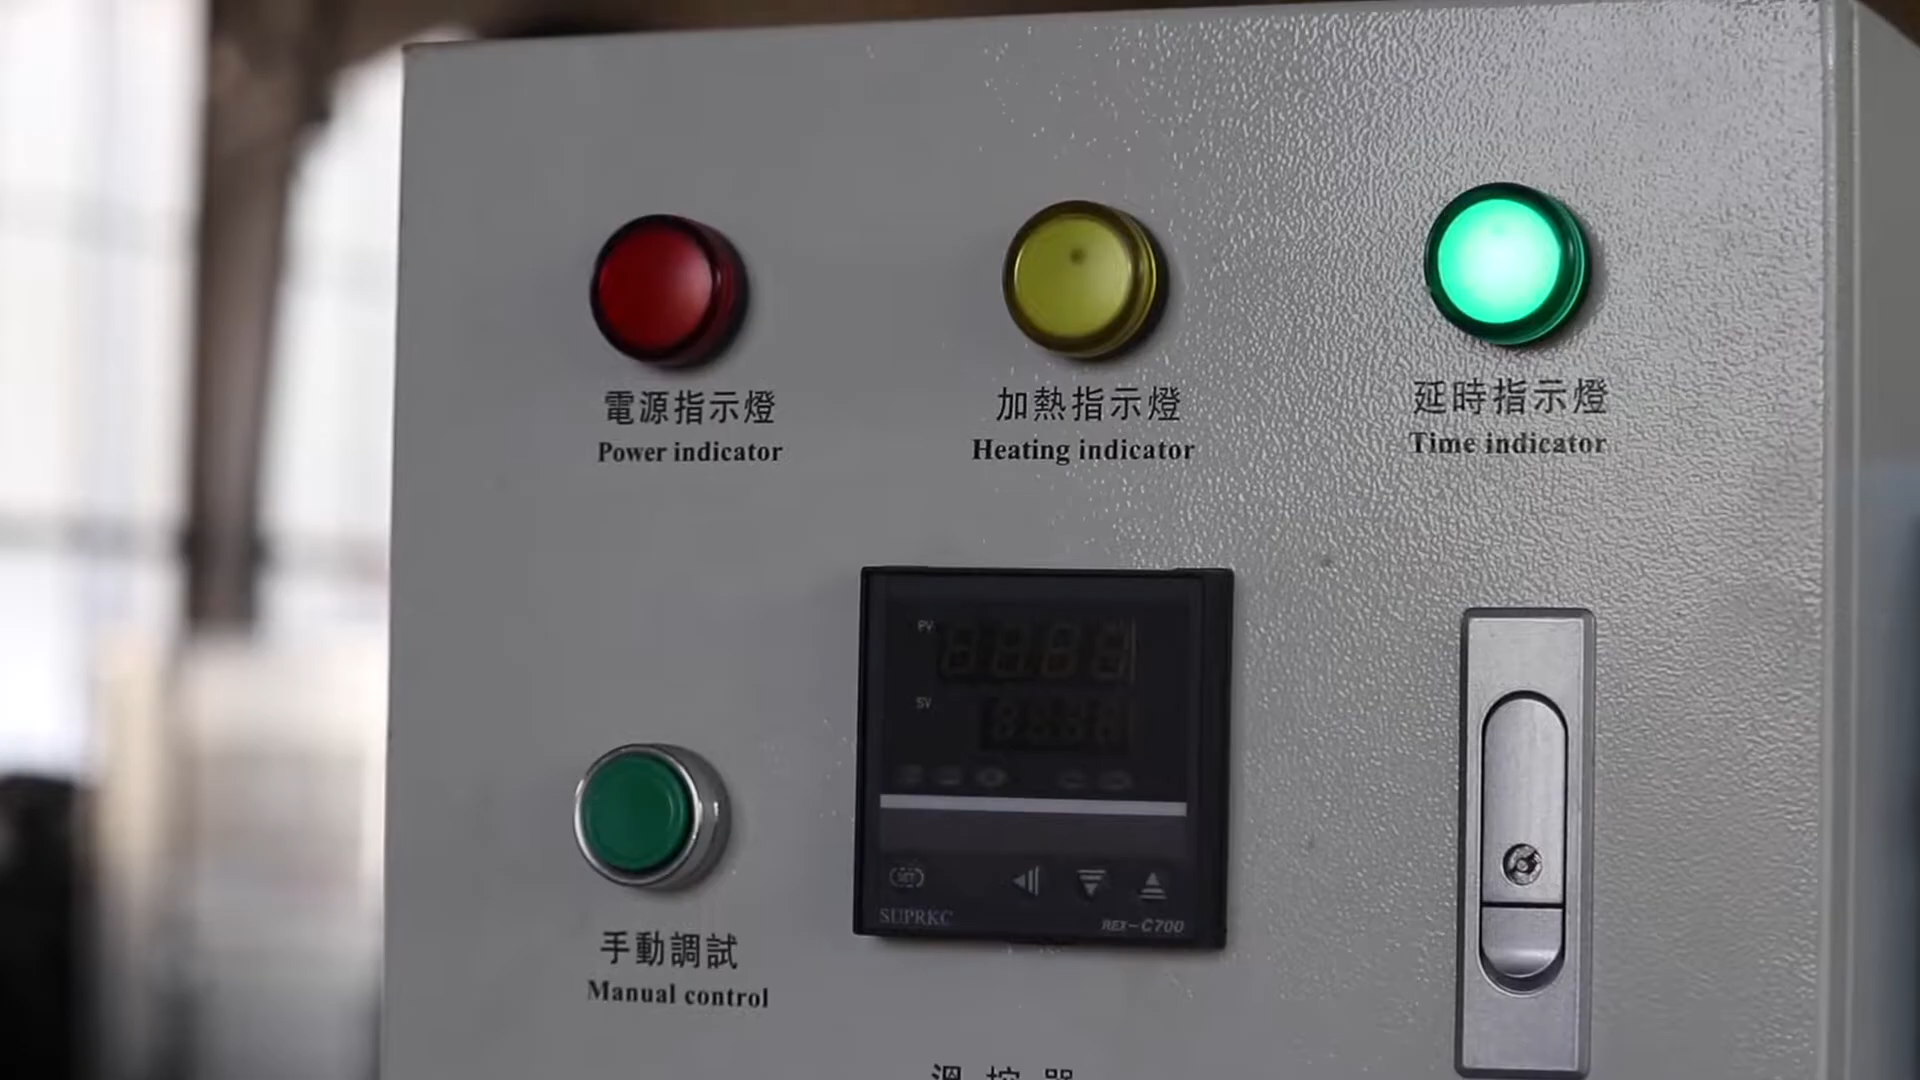 電源指示燈
Power indicator
加熱指示燈
Heating indicator
延時指示燈
Time indicator
PV
SV
SET
SUPRKC
REX-C700
手動調試
Manual control
溫控器